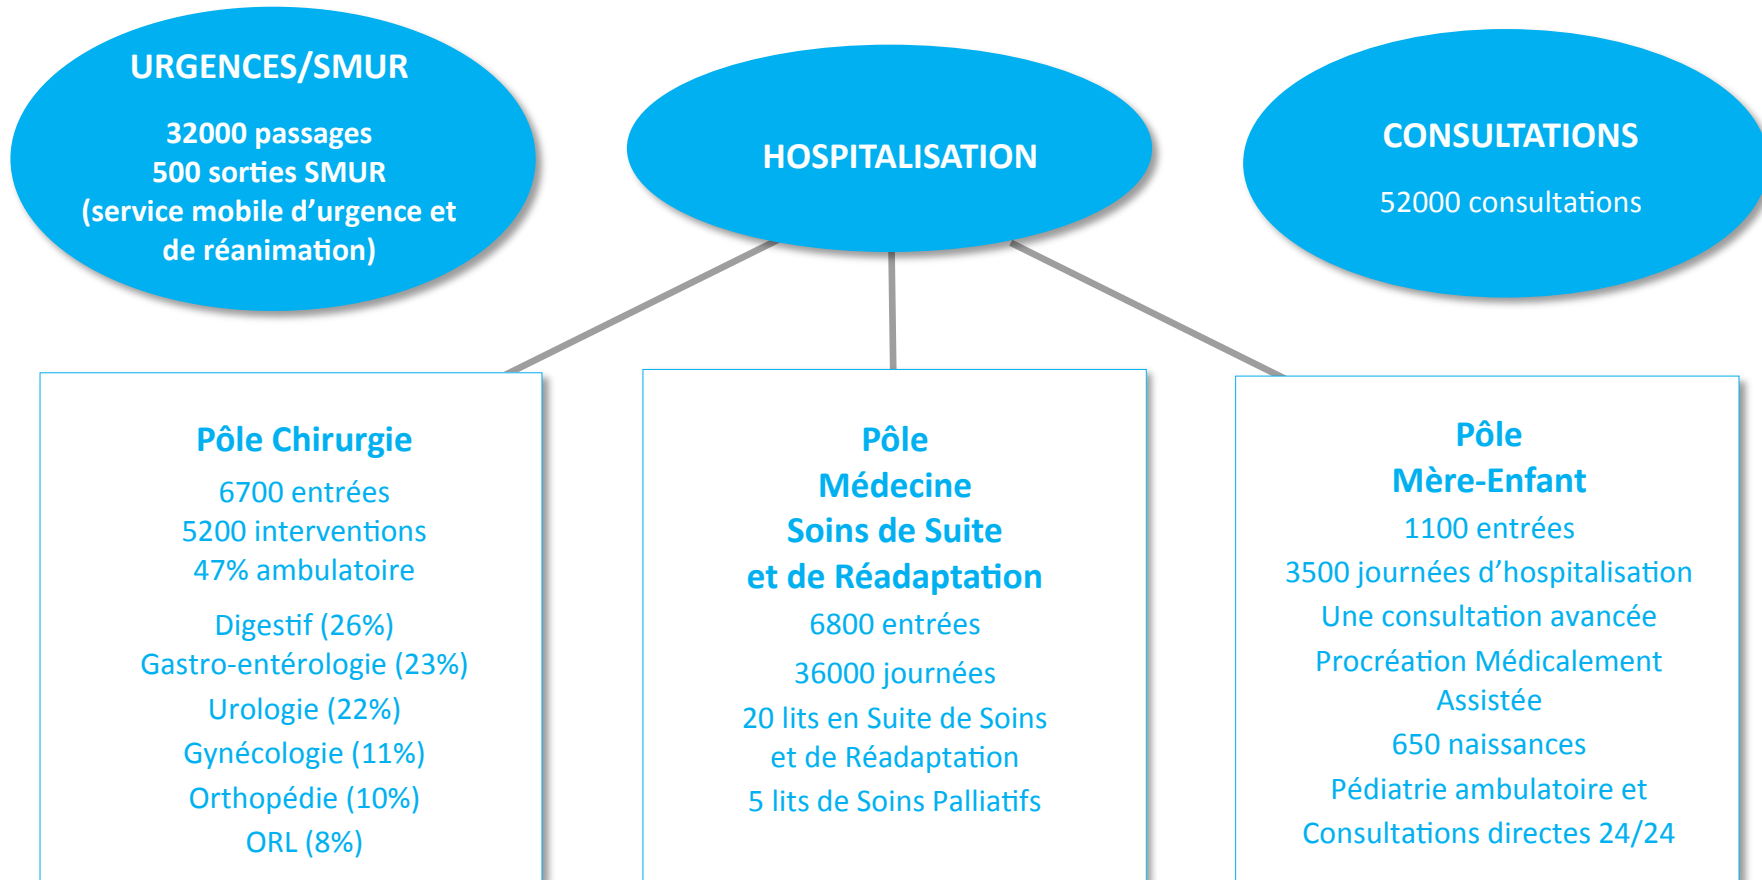 URGENCES/SMUR
32000 passages
500 sorties SMUR
(service mobile d’urgence et
de réanimation)
HOSPITALISATION
CONSULTATIONS
52000 consultations
Pôle Chirurgie
6700 entrées
5200 interventions
47% ambulatoire
Digestif (26%)
Gastro-entérologie (23%)
Urologie (22%)
Gynécologie (11%)
Orthopédie (10%)
ORL (8%)
Pôle
Médecine
Soins de Suite
et de Réadaptation
6800 entrées
36000 journées
20 lits en Suite de Soins
et de Réadaptation
5 lits de Soins Palliatifs
Pôle
Mère-Enfant
1100 entrées
3500 journées d’hospitalisation
Une consultation avancée
Procréation Médicalement
Assistée
650 naissances
Pédiatrie ambulatoire et
Consultations directes 24/24